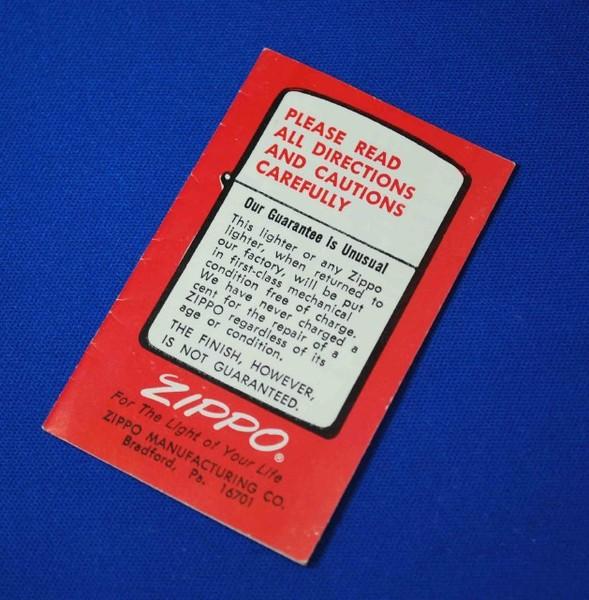 PLEASE READ
ALL DIRECTIONS
AND CAUTIONS
CAREFULLY
Our Guarantee is Unusual
This lighter or any Zippo
lighter, when returned to
our factory, will be put
in first-class mechanical
condition free of charge.
We have never charged a
cent for the repair of a
ZIPPO regardless of its
age or condition.
THE FINISH, HOWEVER,
IS NOT GUARANTEED.
ZIPPO®
For The Light of Your Life
ZIPPO MANUFACTURING CO.
Bradford, Pa. 16701